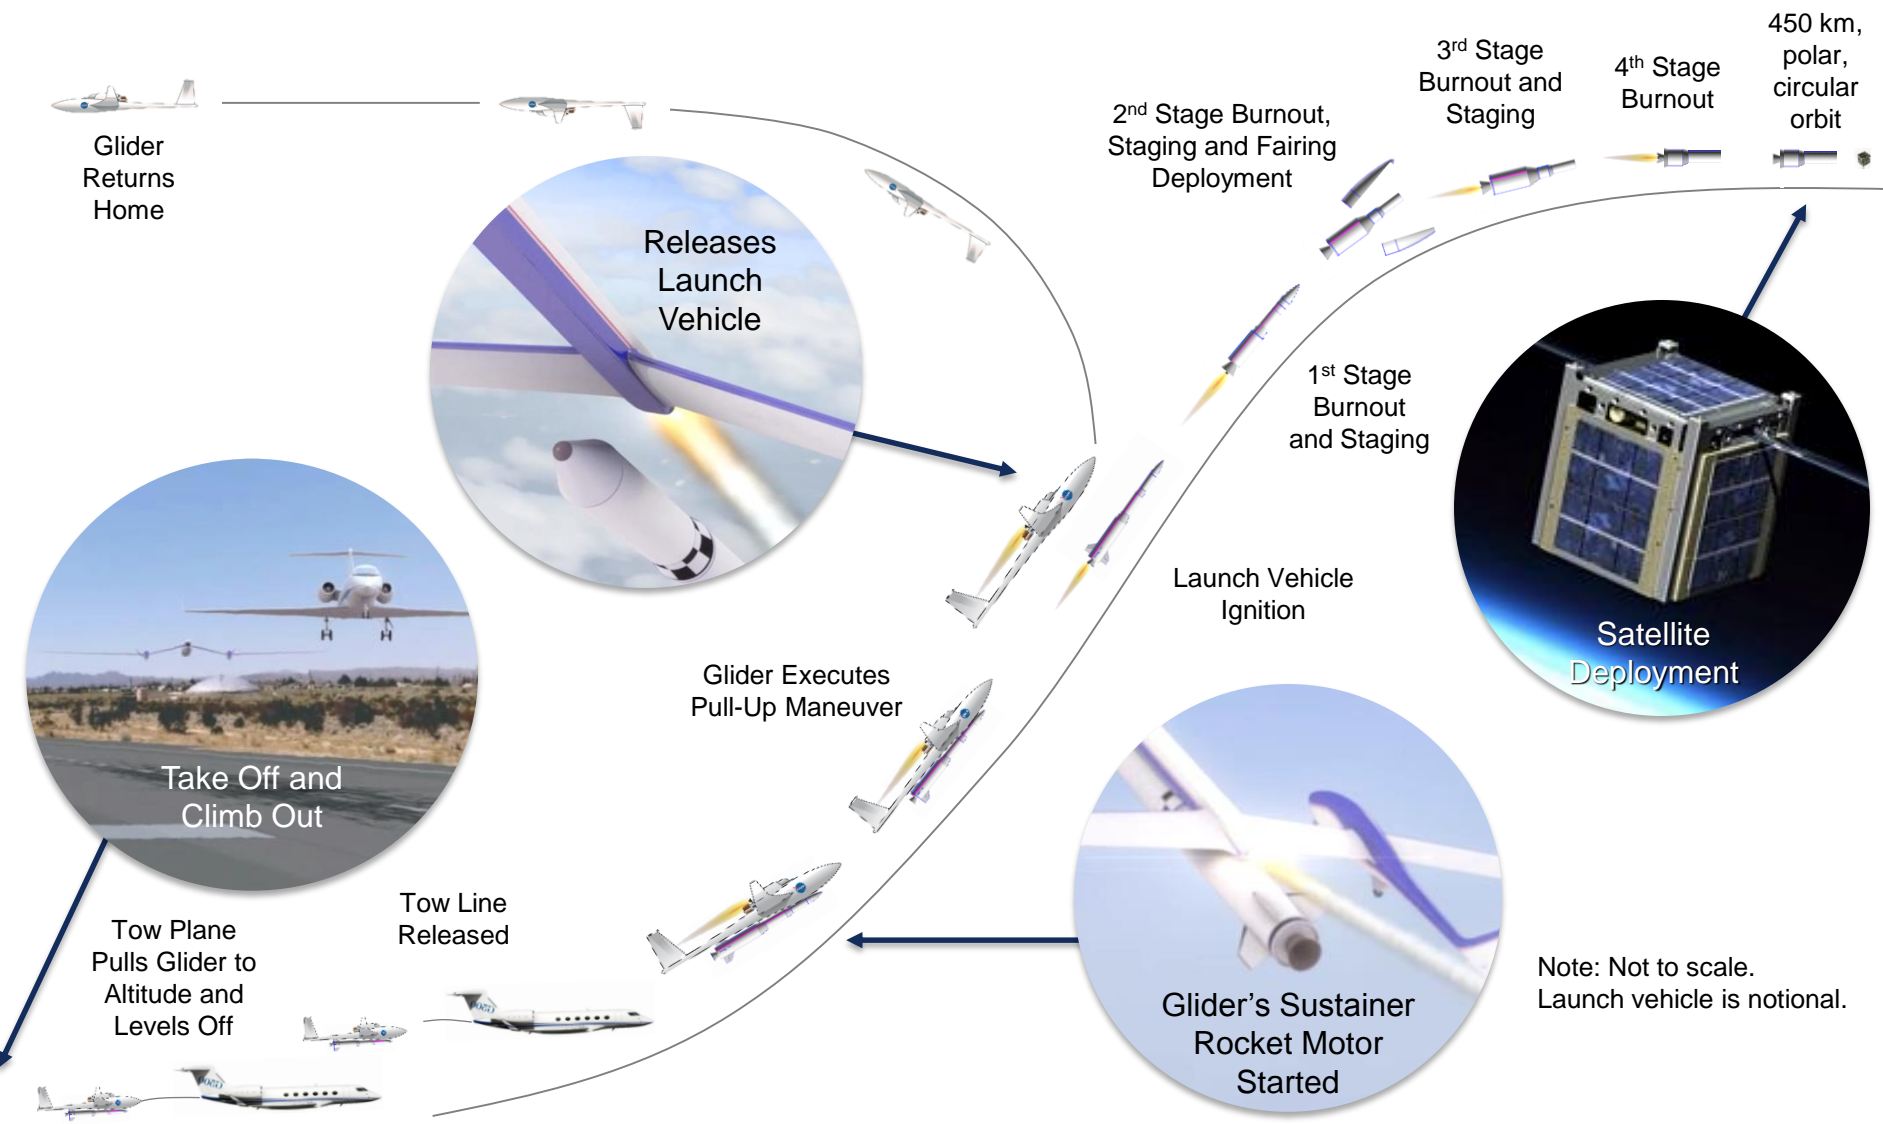 Glider
Returns
Home
Releases
Launch
Vehicle
2nd Stage Burnout,
Staging and Fairing
Deployment
3rd Stage
Burnout and
Staging
4th Stage
Burnout
450 km,
polar,
circular
orbit
1st Stage
Burnout
and Staging
Launch Vehicle
Ignition
Satellite
Deployment
Glider Executes
Pull-Up Maneuver
Take Off and
Climb Out
Tow Line
Released
Tow Plane
Pulls Glider to
Altitude and
Levels Off
Glider's Sustainer
Rocket Motor
Started
Note: Not to scale.
Launch vehicle is notional.